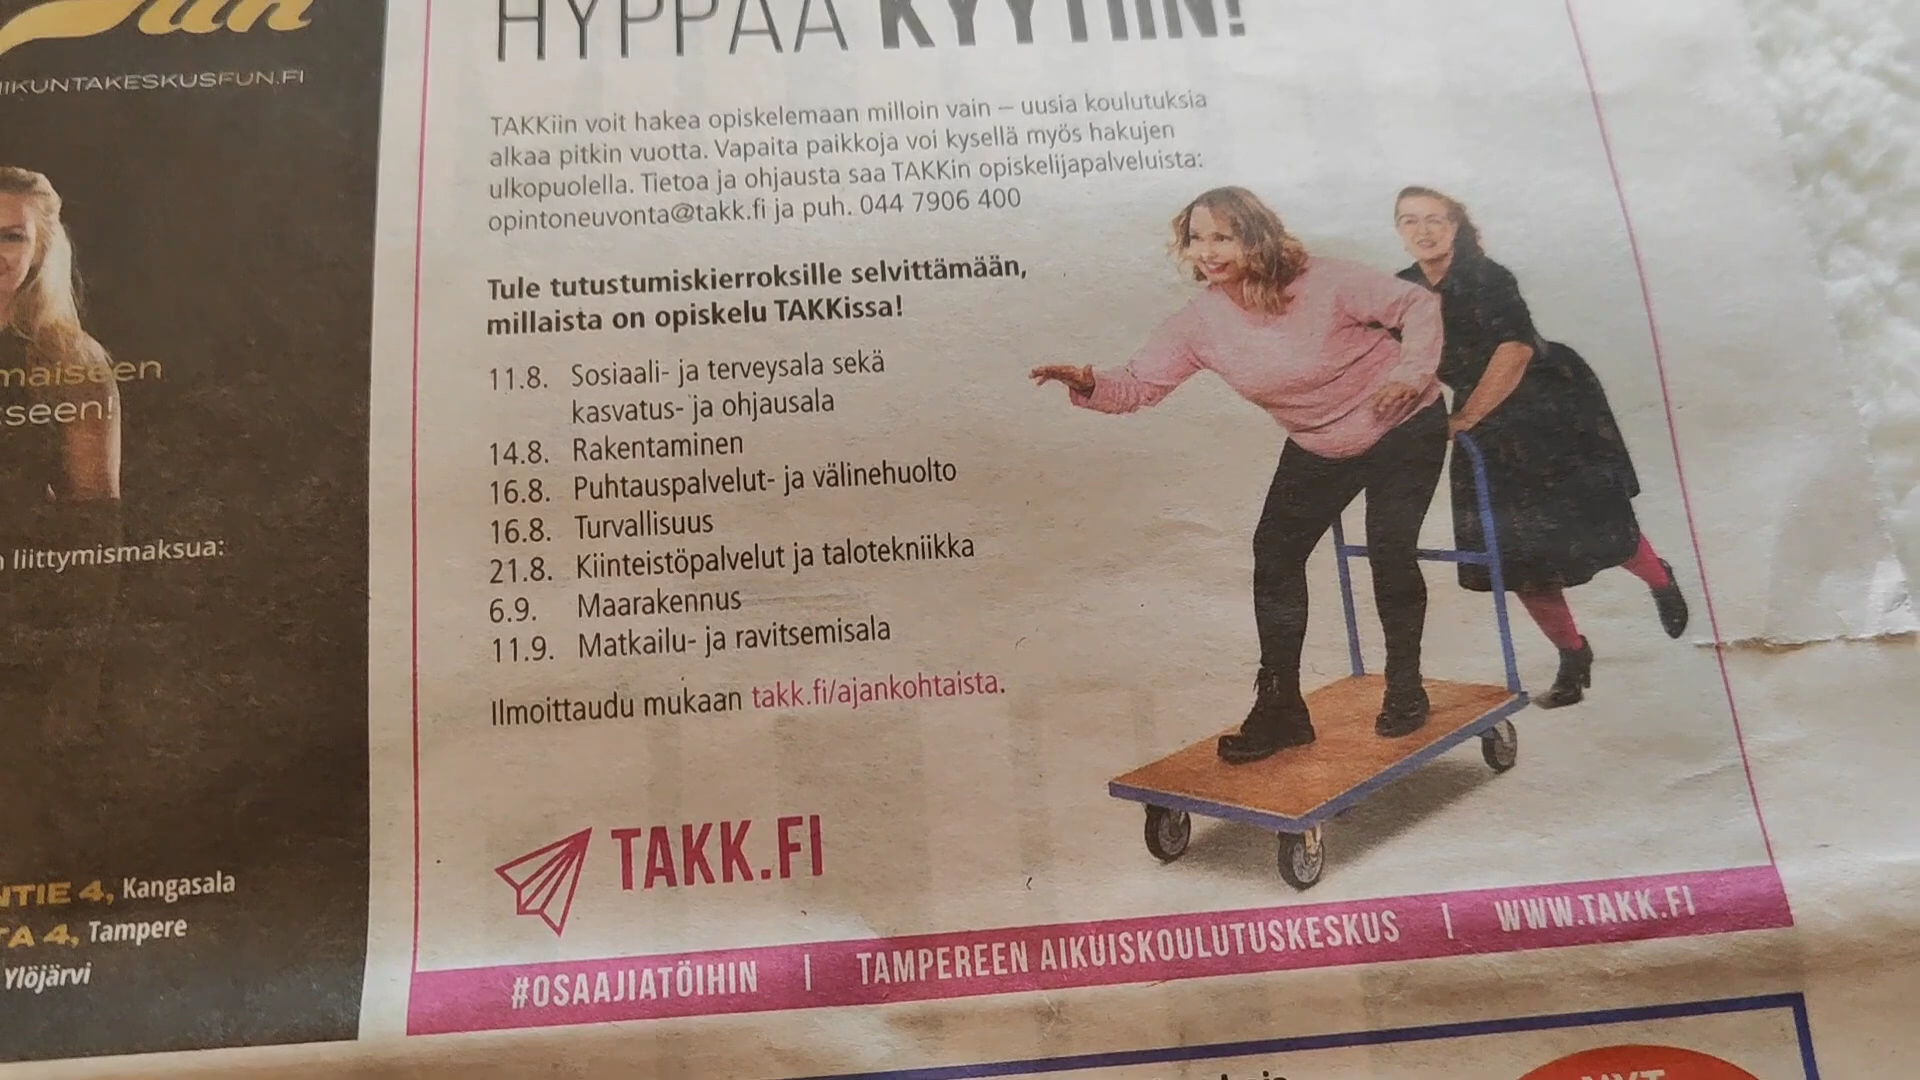 IIKUNTAKESKUSFUN.FI
maiseen
seen!
liittymismaksua:
4, Kangasala
4, Tampere
Ylöjärvi
HYPPÄÄ KYYTIIN!
TAKKiin voit hakea opiskelemaan milloin vain – uusia koulutuksia
alkaa pitkin vuotta. Vapaita paikkoja voi kysellä myös hakujen
ulkopuolella. Tietoa ja ohjausta saa TAKKin opiskelijapalveluista:
opintoneuvonta@takk.fi ja puh. 044 7906 400
Tule tutustumiskierroksille selvittämään,
millaista on opiskelu TAKKissa!
11.8. Sosiaali- ja terveysala sekä
kasvatus- ja ohjausala
14.8. Rakentaminen
16.8. Puhtauspalvelut- ja välinehuolto
16.8. Turvallisuus
21.8. Kiinteistöpalvelut ja talotekniikka
6.9. Maarakennus
11.9. Matkailu- ja ravitsemisala
Ilmoittaudu mukaan takk.fi/ajankohtaista.
TAKK.FI
#OSAAJIATÖIHIN | TAMPEREEN AIKUISKOULUTUSKESKUS | WWW.TAKK.FI